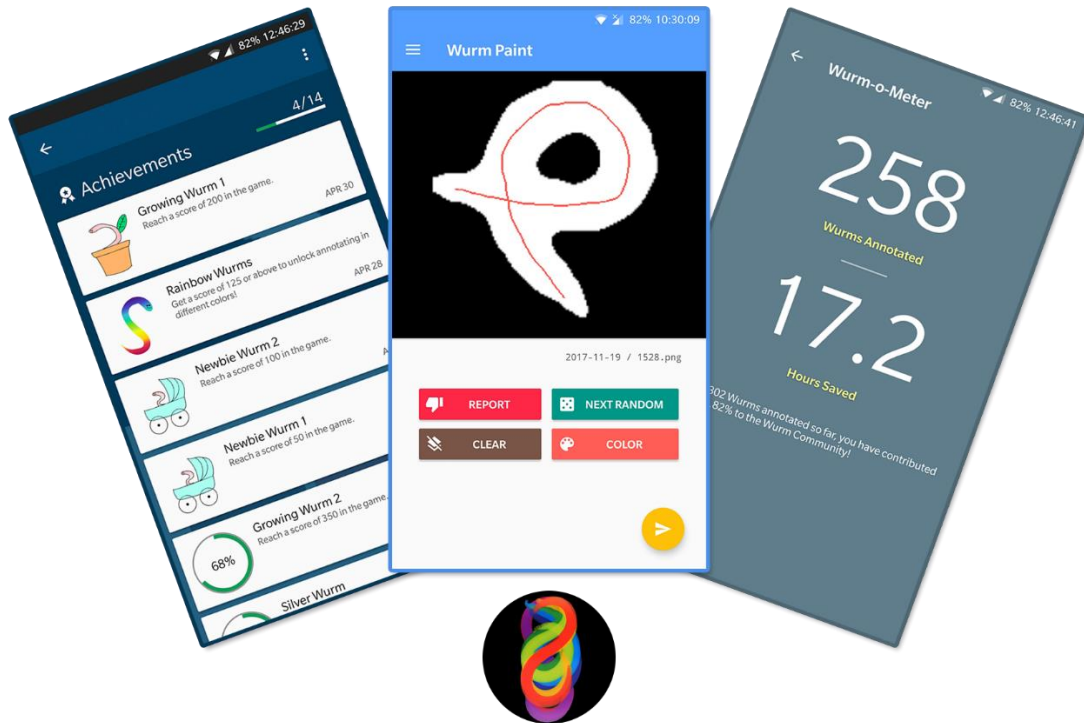 82% 12:46:29
4/14
Achievements
Growing Wurm 1
Reach a score of 200 in the game.
APR 30
Rainbow Wurms
Get a score of 125 or above to unlock annotating in
different colors!
APR 28
Newbie Wurm 2
Reach a score of 100 in the game.
Newbie Wurm 1
Reach a score of 50 in the game.
Growing Wurm 2
Reach a score of 350 in the game.
68%
Silver Wurm
82% 10:30:09
Wurm Paint
2017-11-19 / 1528.png
REPORT
NEXT RANDOM
CLEAR
COLOR
82% 12:46:41
Wurm-o-Meter
258
Wurms Annotated
17.2
Hours Saved
302 Wurms annotated so far, you have contributed
82% to the Wurm Community!